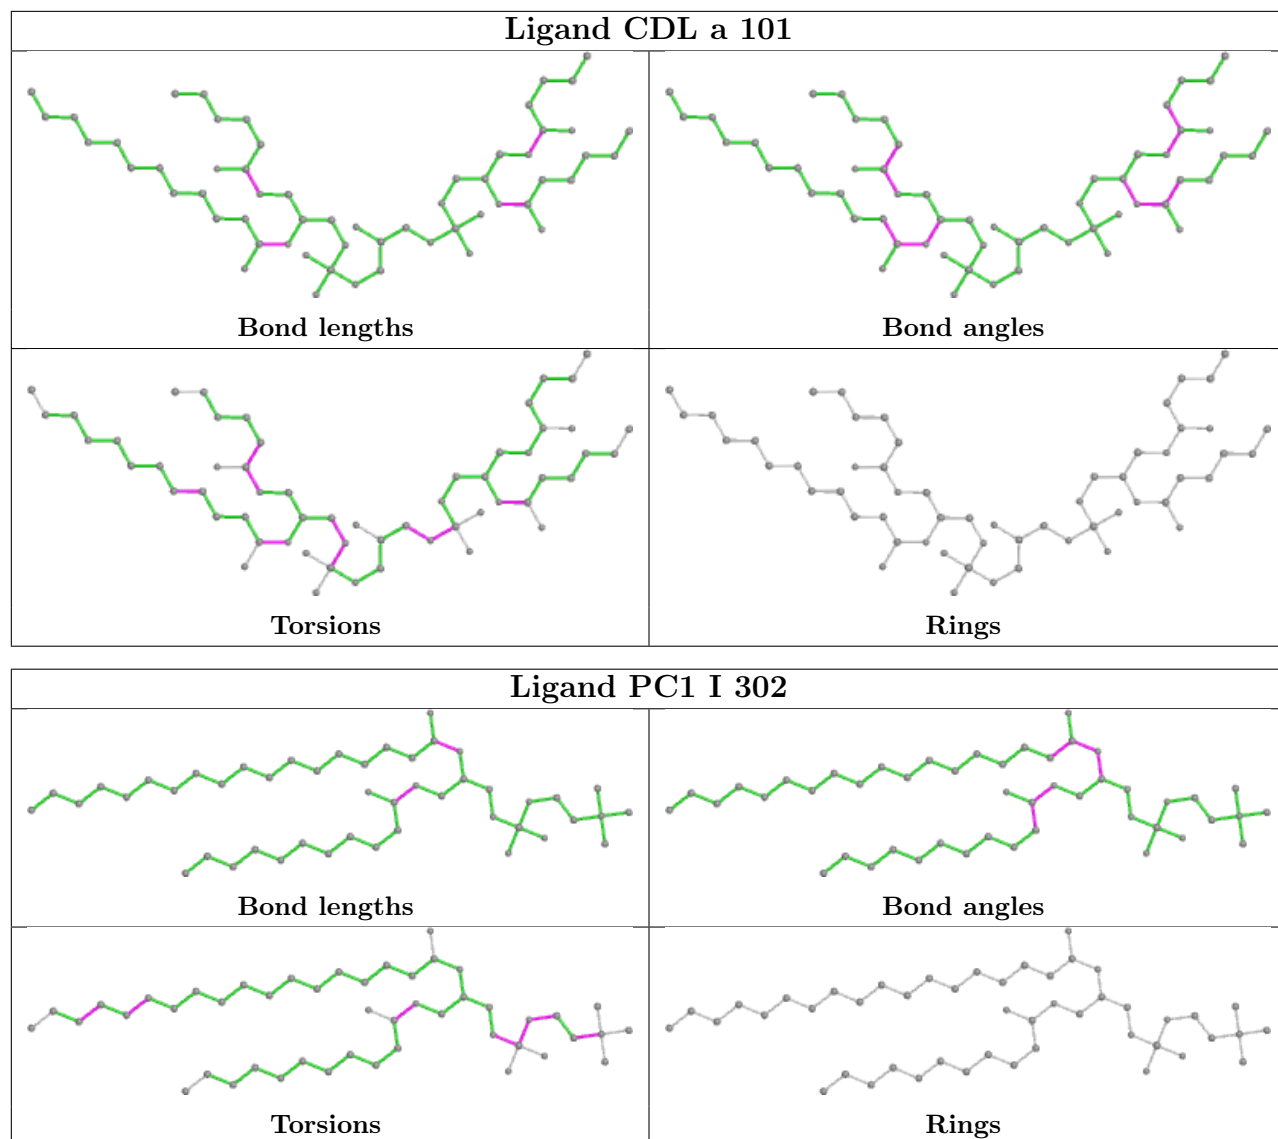 Ligand CDL a 101
Bond lengths
Bond angles
Torsions
Rings
Ligand PC1 I 302
Bond lengths
Bond angles
Torsions
Rings